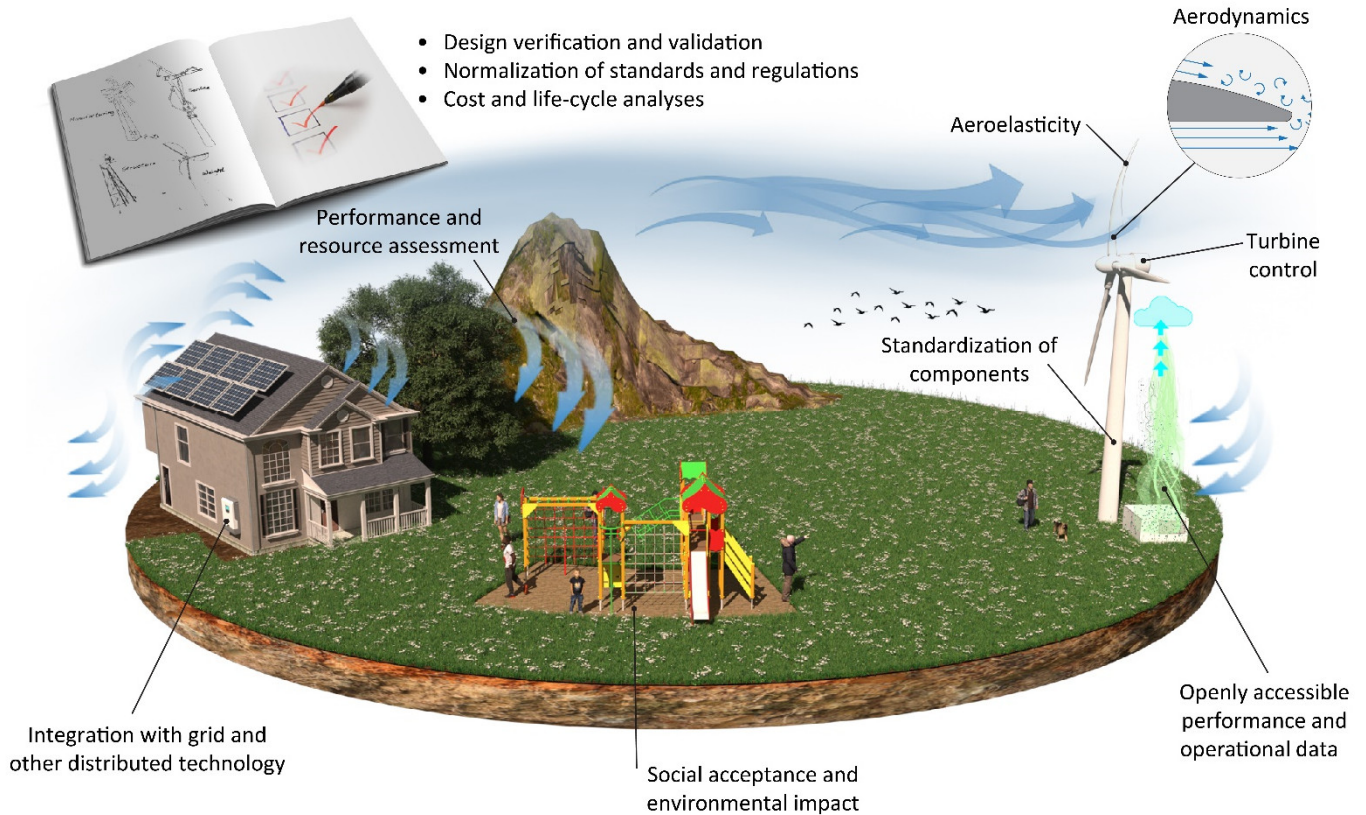 • Design verification and validation
• Normalization of standards and regulations
• Cost and life-cycle analyses
Aerodynamics
Aeroelasticity
Performance and
resource assessment
Turbine
control
Standardization of
components
Openly accessible
performance and
operational data
Integration with grid and
other distributed technology
Social acceptance and
environmental impact